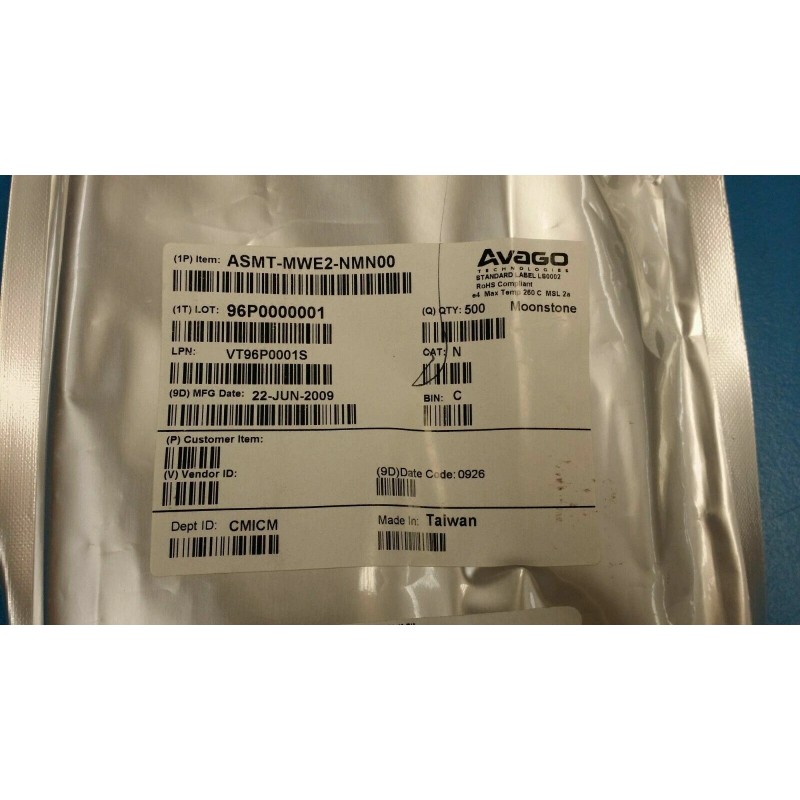 (1P) Item: ASMT-MWE2-NMN00
AVAGO
TECHNOLOGIES
STANDARD LABEL LS0002
RoHS Compliant
e4 Max Temp 260 C MSL 2a
(1T) LOT: 96P0000001
(Q) QTY: 500 Moonstone
LPN: VT96P0001S
CAT: N
(9D) MFG Date: 22-JUN-2009
BIN: C
(P) Customer Item:
(V) Vendor ID:
(9D)Date Code: 0926
Dept ID: CMICM
Made In: Taiwan